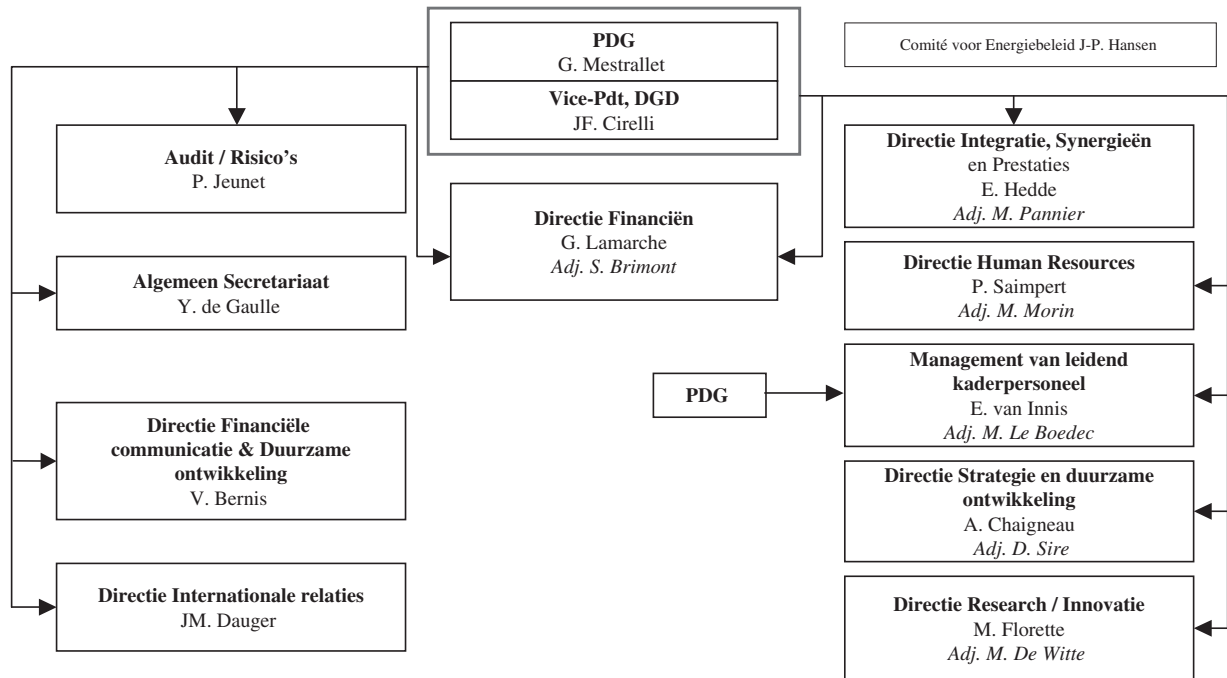 PDG
G. Mestrallet
Vice-Pdt, DGD
JF. Cirelli
Comité voor Energiebeleid J-P. Hansen
Audit / Risico's
P. Jeunet
Algemeen Secretariaat
Y. de Gaulle
Directie Financiële
communicatie & Duurzame
ontwikkeling
V. Bernis
Directie Internationale relaties
JM. Dauger
Directie Financiën
G. Lamarche
Adj. S. Brimont
PDG
Directie Integratie, Synergieën
en Prestaties
E. Hedde
Adj. M. Pannier
Directie Human Resources
P. Saimpert
Adj. M. Morin
Management van leidend
kaderpersoneel
E. van Innis
Adj. M. Le Boedec
Directie Strategie en duurzame
ontwikkeling
A. Chaigneau
Adj. D. Sire
Directie Research / Innovatie
M. Florette
Adj. M. De Witte